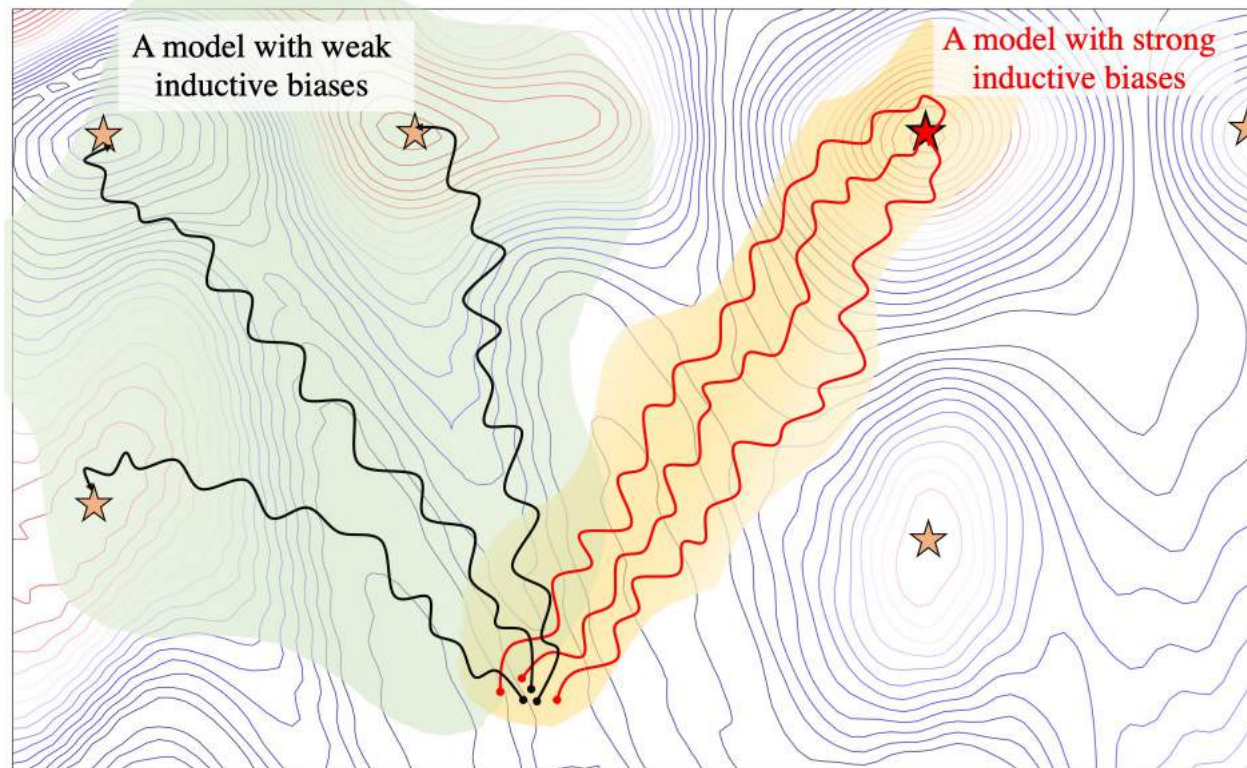 A model with weak
inductive biases
A model with strong
inductive biases